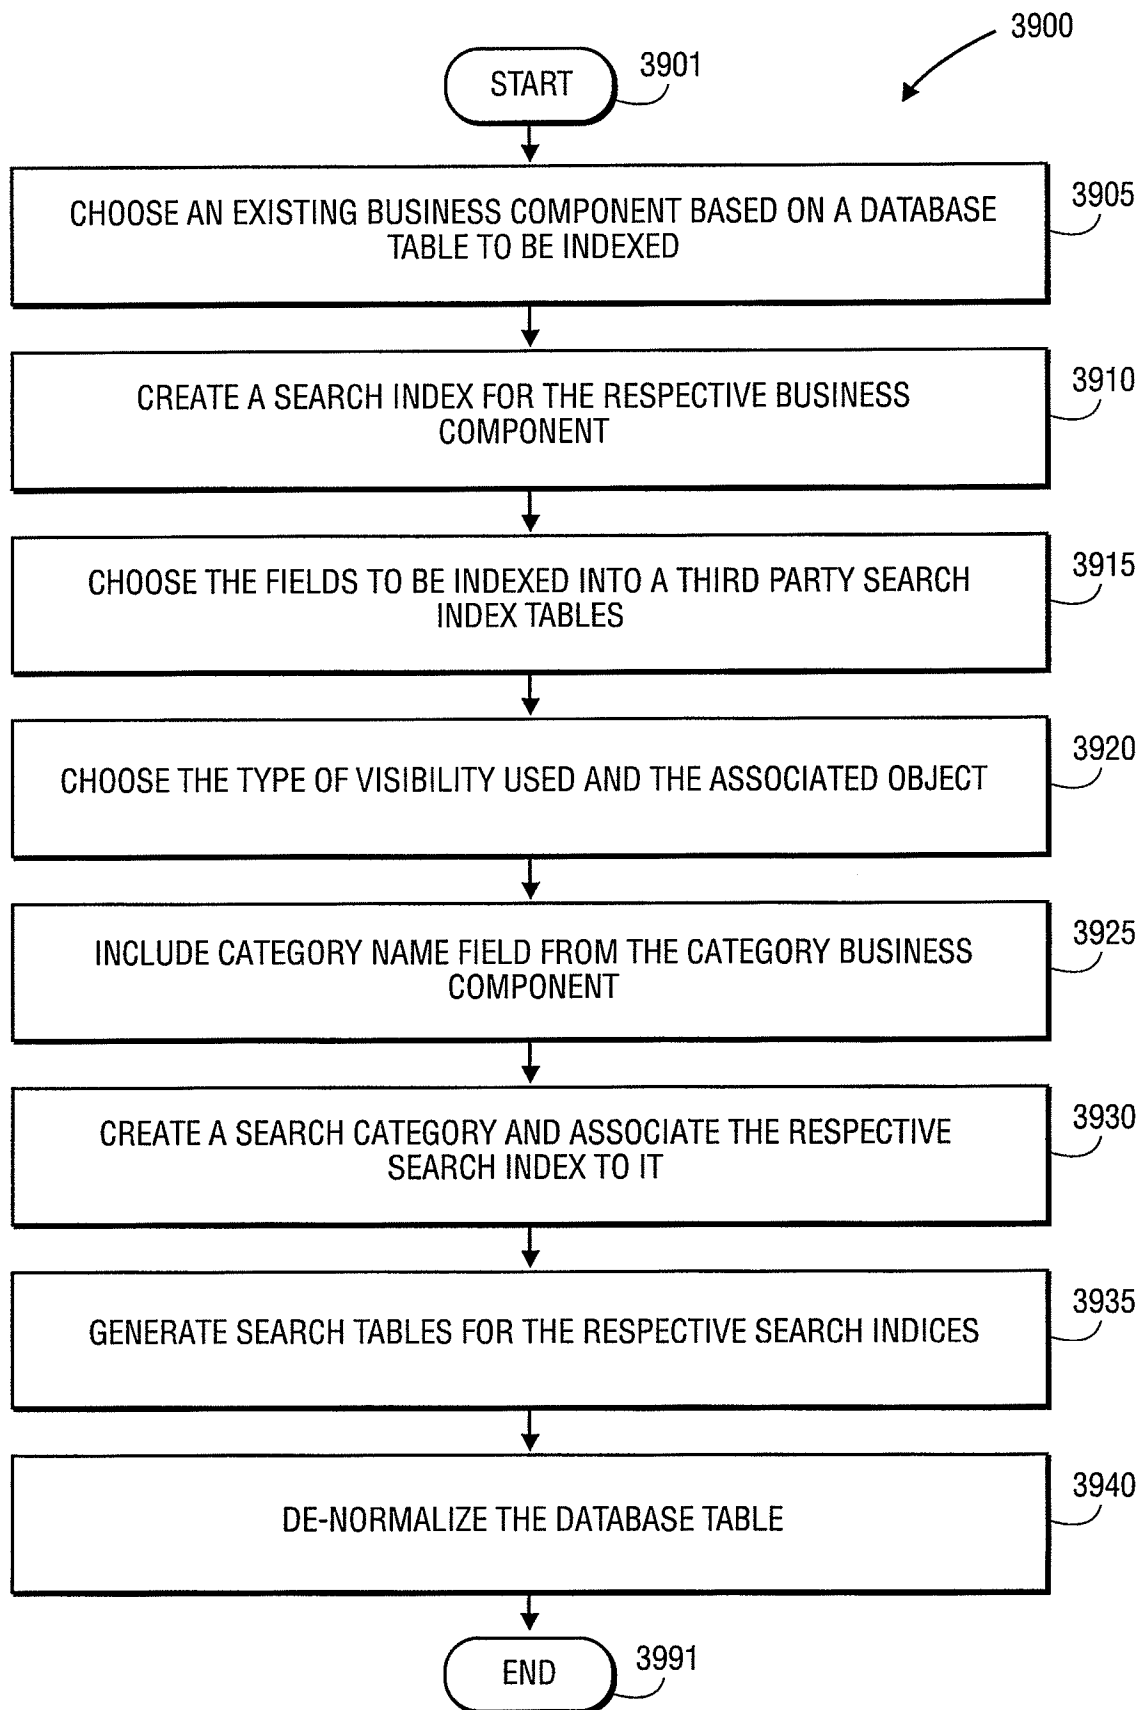 3900
START
3901
CHOOSE AN EXISTING BUSINESS COMPONENT BASED ON A DATABASE
TABLE TO BE INDEXED
3905
CREATE A SEARCH INDEX FOR THE RESPECTIVE BUSINESS
COMPONENT
3910
CHOOSE THE FIELDS TO BE INDEXED INTO A THIRD PARTY SEARCH
INDEX TABLES
3915
CHOOSE THE TYPE OF VISIBILITY USED AND THE ASSOCIATED OBJECT
3920
INCLUDE CATEGORY NAME FIELD FROM THE CATEGORY BUSINESS
COMPONENT
3925
CREATE A SEARCH CATEGORY AND ASSOCIATE THE RESPECTIVE
SEARCH INDEX TO IT
3930
GENERATE SEARCH TABLES FOR THE RESPECTIVE SEARCH INDICES
3935
DE-NORMALIZE THE DATABASE TABLE
3940
END
3991